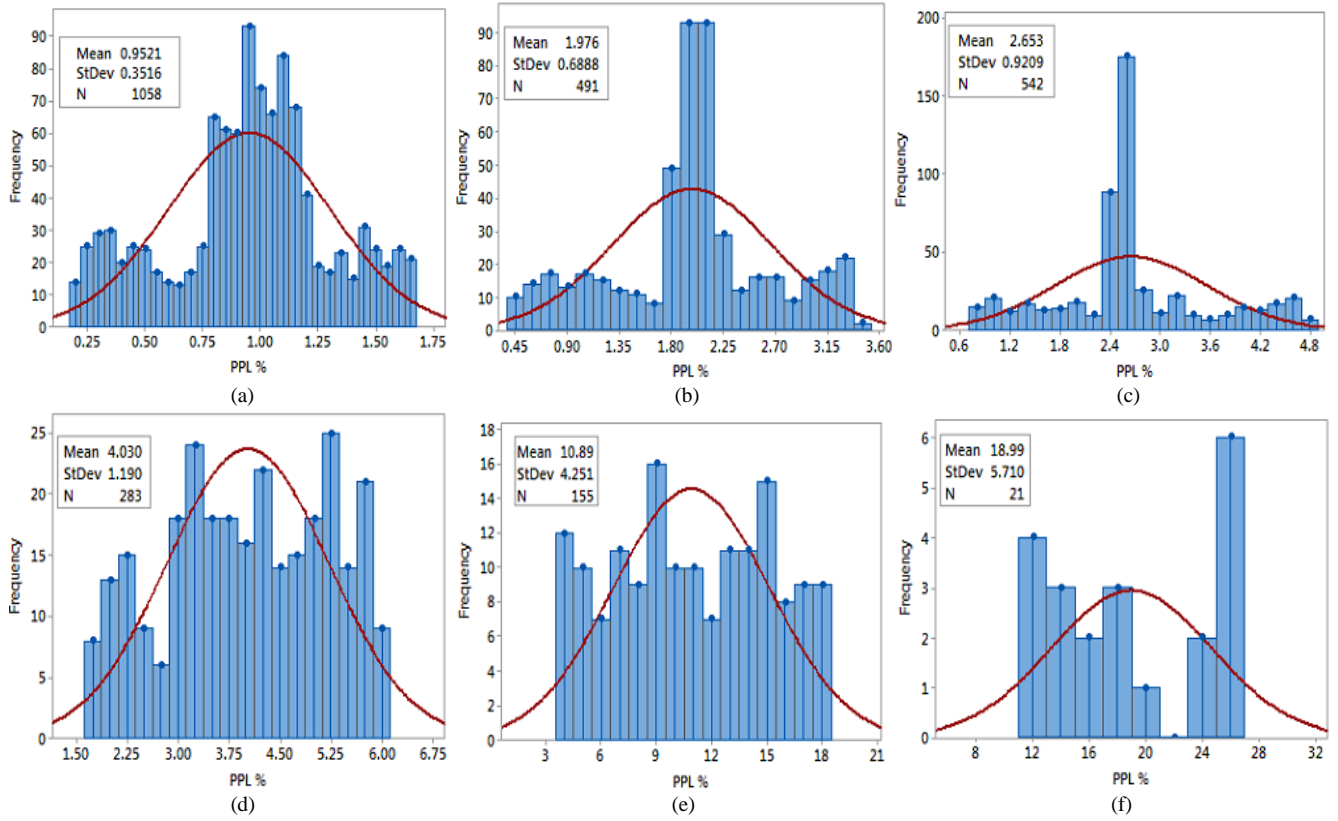 Mean 0.9521
StDev 0.3516
N 1058
Frequency
90
80
70
60
50
40
30
20
10
0
0.25 0.50 0.75 1.00 1.25 1.50 1.75
PPL %
(a)
Mean 1.976
StDev 0.6888
N 491
Frequency
90
80
70
60
50
40
30
20
10
0
0.45 0.90 1.35 1.80 2.25 2.70 3.15 3.60
PPL %
(b)
Mean 2.653
StDev 0.9209
N 542
Frequency
200
150
100
50
0
0.6 1.2 1.8 2.4 3.0 3.6 4.2 4.8
PPL %
(c)
Mean 4.030
StDev 1.190
N 283
Frequency
25
20
15
10
5
0
1.50 2.25 3.00 3.75 4.50 5.25 6.00 6.75
PPL %
(d)
Mean 10.89
StDev 4.251
N 155
Frequency
18
16
14
12
10
8
6
4
2
0
3 6 9 12 15 18 21
PPL %
(e)
Mean 18.99
StDev 5.710
N 21
Frequency
6
5
4
3
2
1
0
8 12 16 20 24 28 32
PPL %
(f)